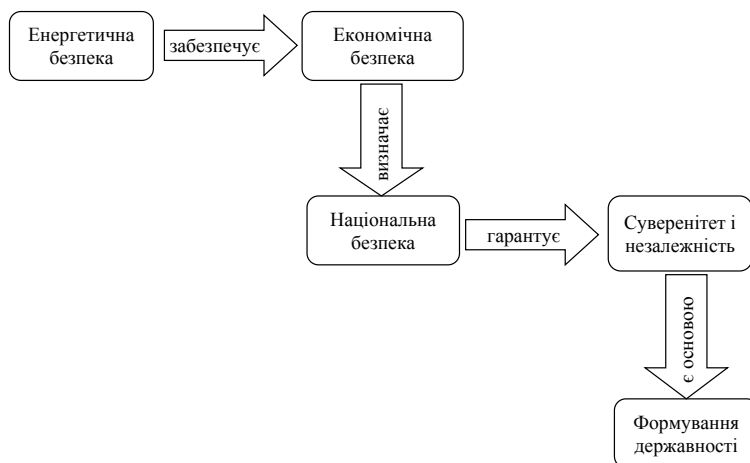 Енергетична
безпека
забезпечує
Економічна
безпека
визначає
Національна
безпека
гарантує
Суверенітет і
незалежність
є основою
Формування
державності